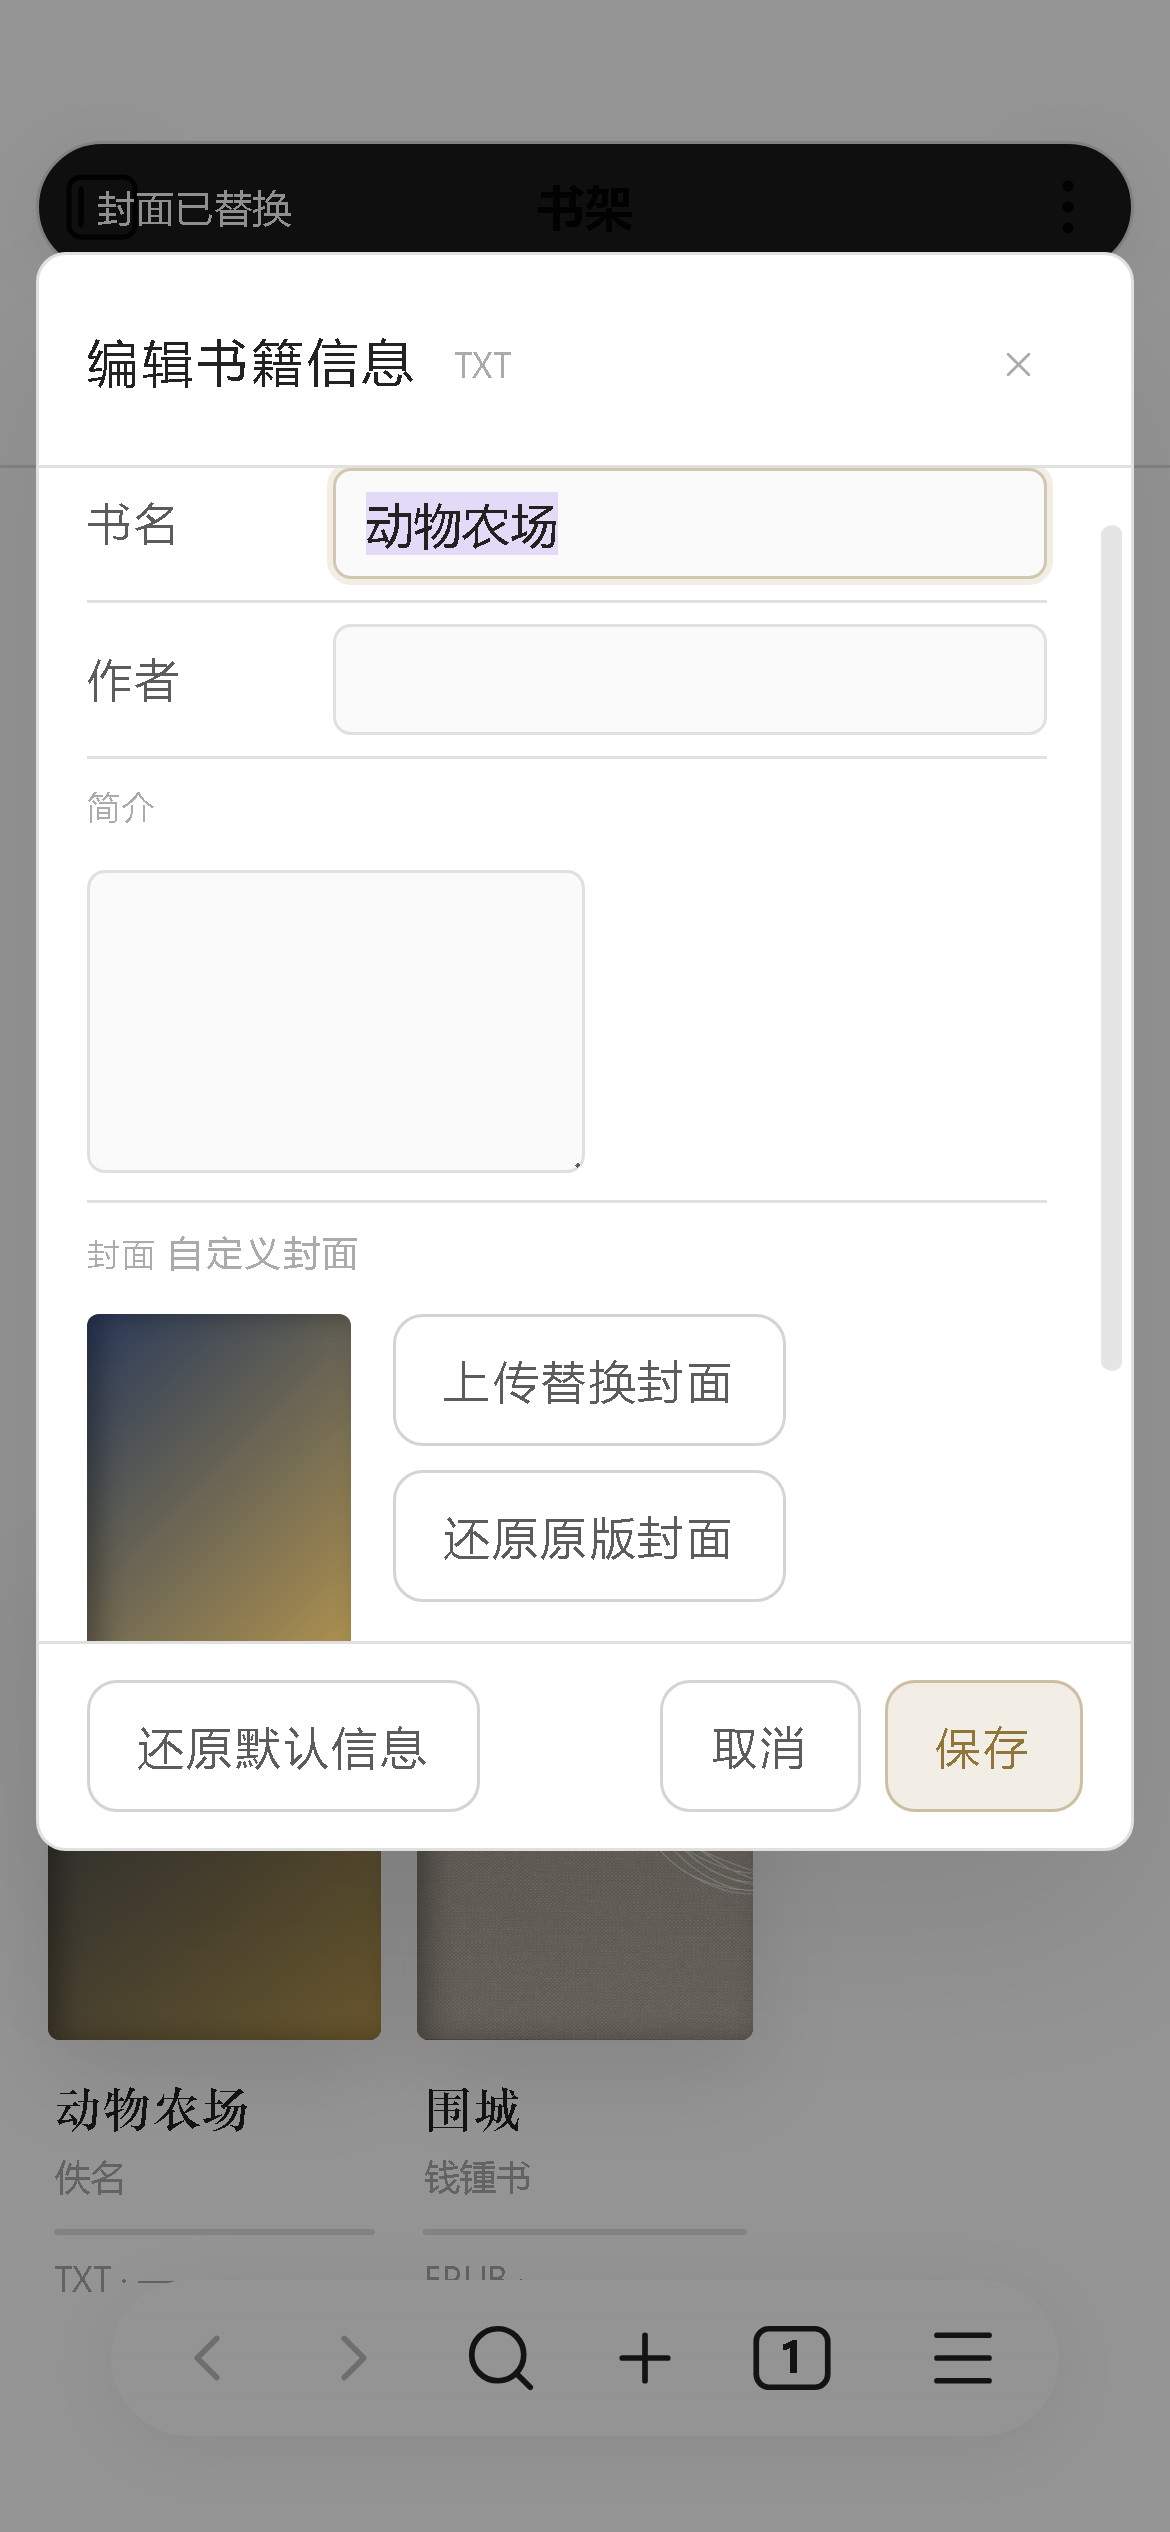 封面已替换
书架
编辑书籍信息 TXT
书名 动物农场
作者
简介
封面 自定义封面
上传替换封面
还原原版封面
还原默认信息 取消 保存
动物农场 围城
佚名 钱锺书
TXT · — EPUB ·
1